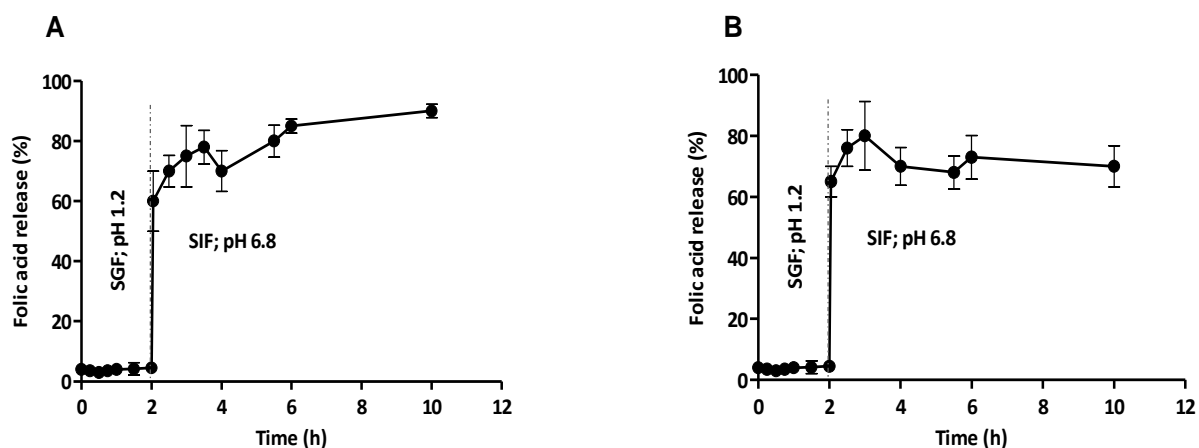 A
Folic acid release (%)
100
80
60
40
20
0
SGF; pH 1.2
SIF; pH 6.8
0 2 4 6 8 10 12
Time (h)
B
Folic acid release (%)
100
80
60
40
20
0
SGF; pH 1.2
SIF; pH 6.8
0 2 4 6 8 10 12
Time (h)